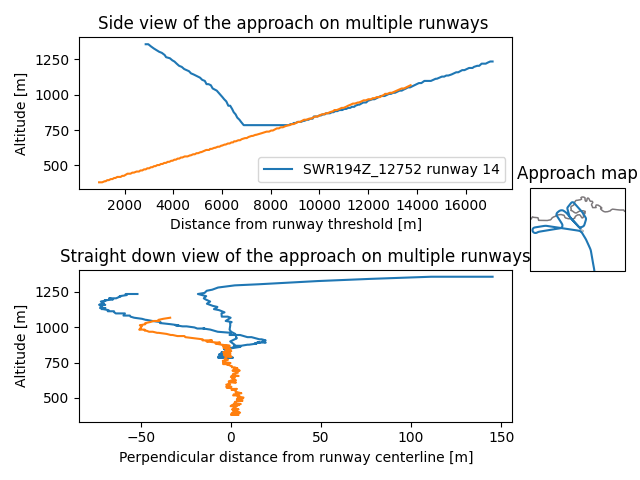 Side view of the approach on multiple runways
Altitude [m]
1250
1000
750
500
SWR194Z_12752 runway 14
2000 4000 6000 8000 10000 12000 14000 16000
Distance from runway threshold [m]
Approach map
Straight down view of the approach on multiple runways
Altitude [m]
1250
1000
750
500
−50 0 50 100 150
Perpendicular distance from runway centerline [m]